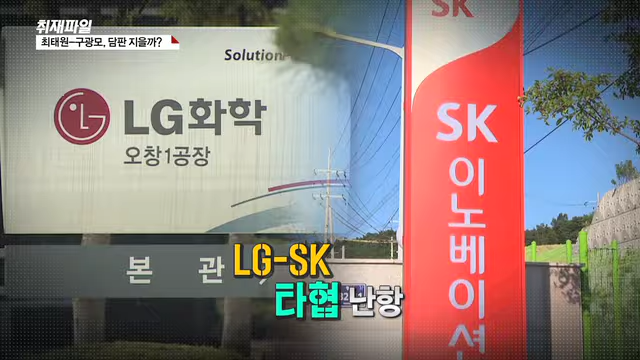 취재파일
최태원-구광모, 담판 지을까?
Solution
LG화학
오창1공장
본 관
SK
SK
이노베이션
LG-SK
타협 난항